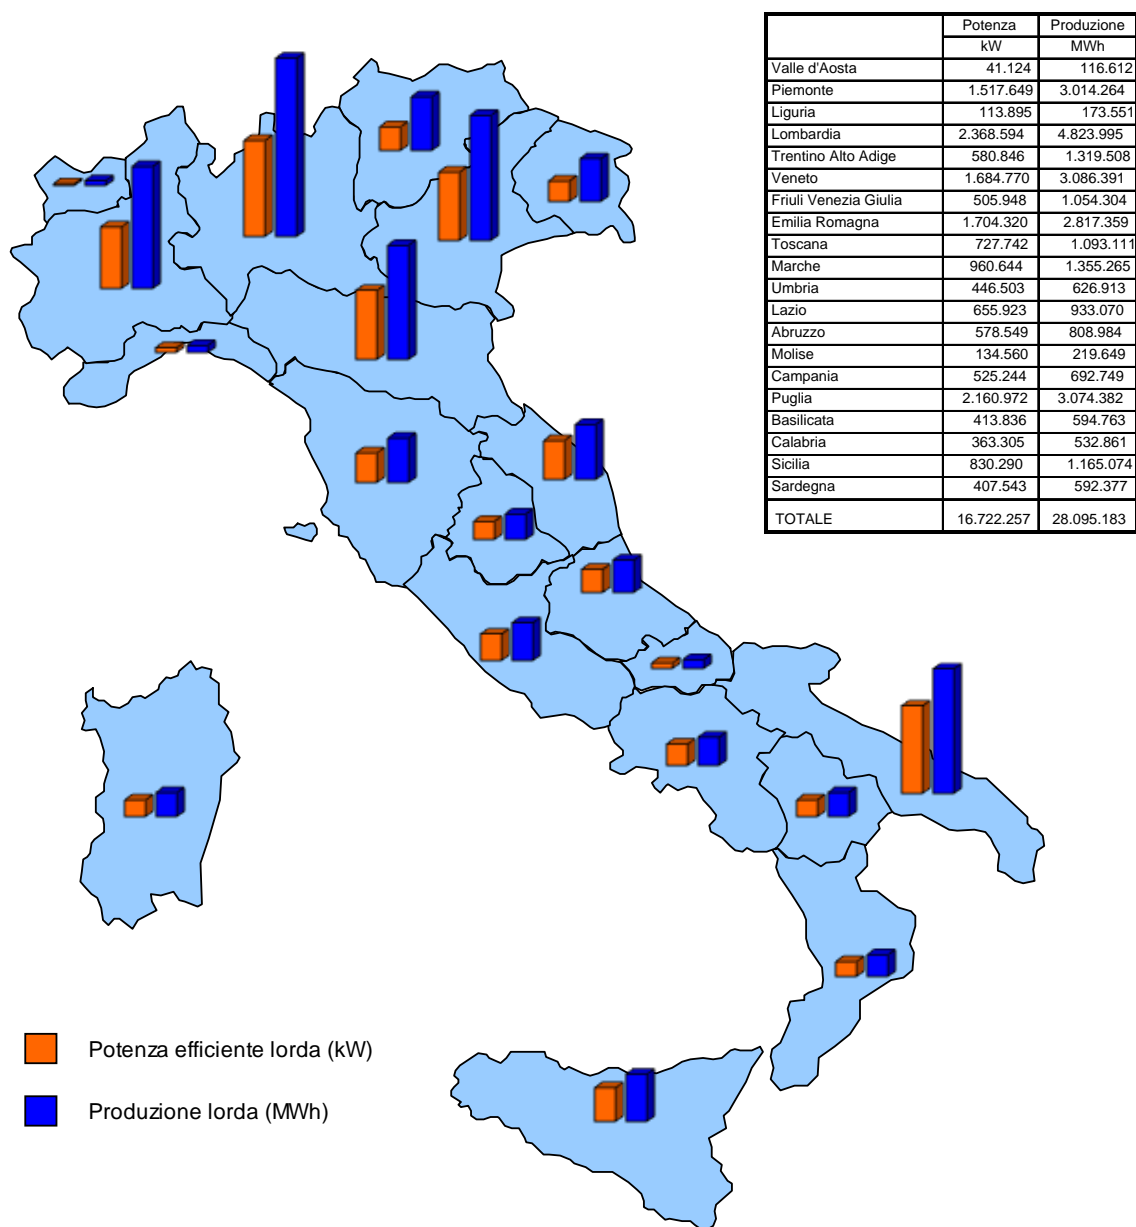 Potenza Produzione
kW MWh
Valle d'Aosta 41.124 116.612
Piemonte 1.517.649 3.014.264
Liguria 113.895 173.551
Lombardia 2.368.594 4.823.995
Trentino Alto Adige 580.846 1.319.508
Veneto 1.684.770 3.086.391
Friuli Venezia Giulia 505.948 1.054.304
Emilia Romagna 1.704.320 2.817.359
Toscana 727.742 1.093.111
Marche 960.644 1.355.265
Umbria 446.503 626.913
Lazio 655.923 933.070
Abruzzo 578.549 808.984
Molise 134.560 219.649
Campania 525.244 692.749
Puglia 2.160.972 3.074.382
Basilicata 413.836 594.763
Calabria 363.305 532.861
Sicilia 830.290 1.165.074
Sardegna 407.543 592.377
TOTALE 16.722.257 28.095.183
Potenza efficiente lorda (kW)
Produzione lorda (MWh)